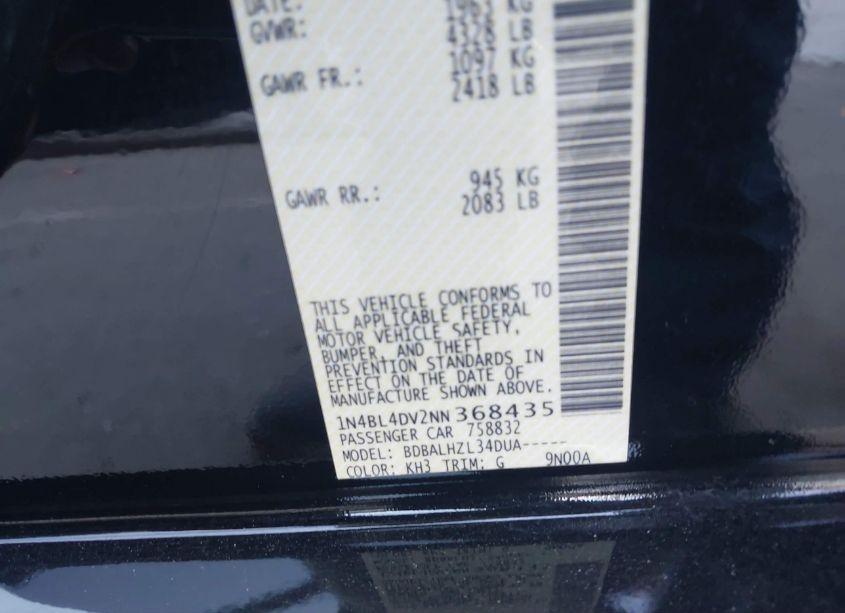 DATE: 1963 KG
GVWR: 4328 LB
1097 KG
GAWR FR.: 2418 LB
945 KG
GAWR RR.: 2083 LB
THIS VEHICLE CONFORMS TO
ALL APPLICABLE FEDERAL
MOTOR VEHICLE SAFETY,
BUMPER, AND THEFT
PREVENTION STANDARDS IN
EFFECT ON THE DATE OF
MANUFACTURE SHOWN ABOVE.
1N4BL4DV2NN368435
PASSENGER CAR 758832
MODEL: BDBALHZL34DUA-----
COLOR: KH3 TRIM: G 9N00A